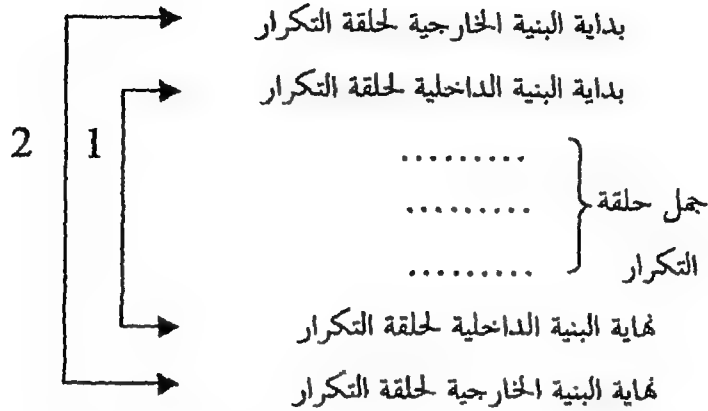 بداية البنية الخارجية لحلقة التكرار
بداية البنية الداخلية لحلقة التكرار
2 1
.........
جمل حلقة
.........
التكرار
.........
نهاية البنية الداخلية لحلقة التكرار
نهاية البنية الخارجية لحلقة التكرار